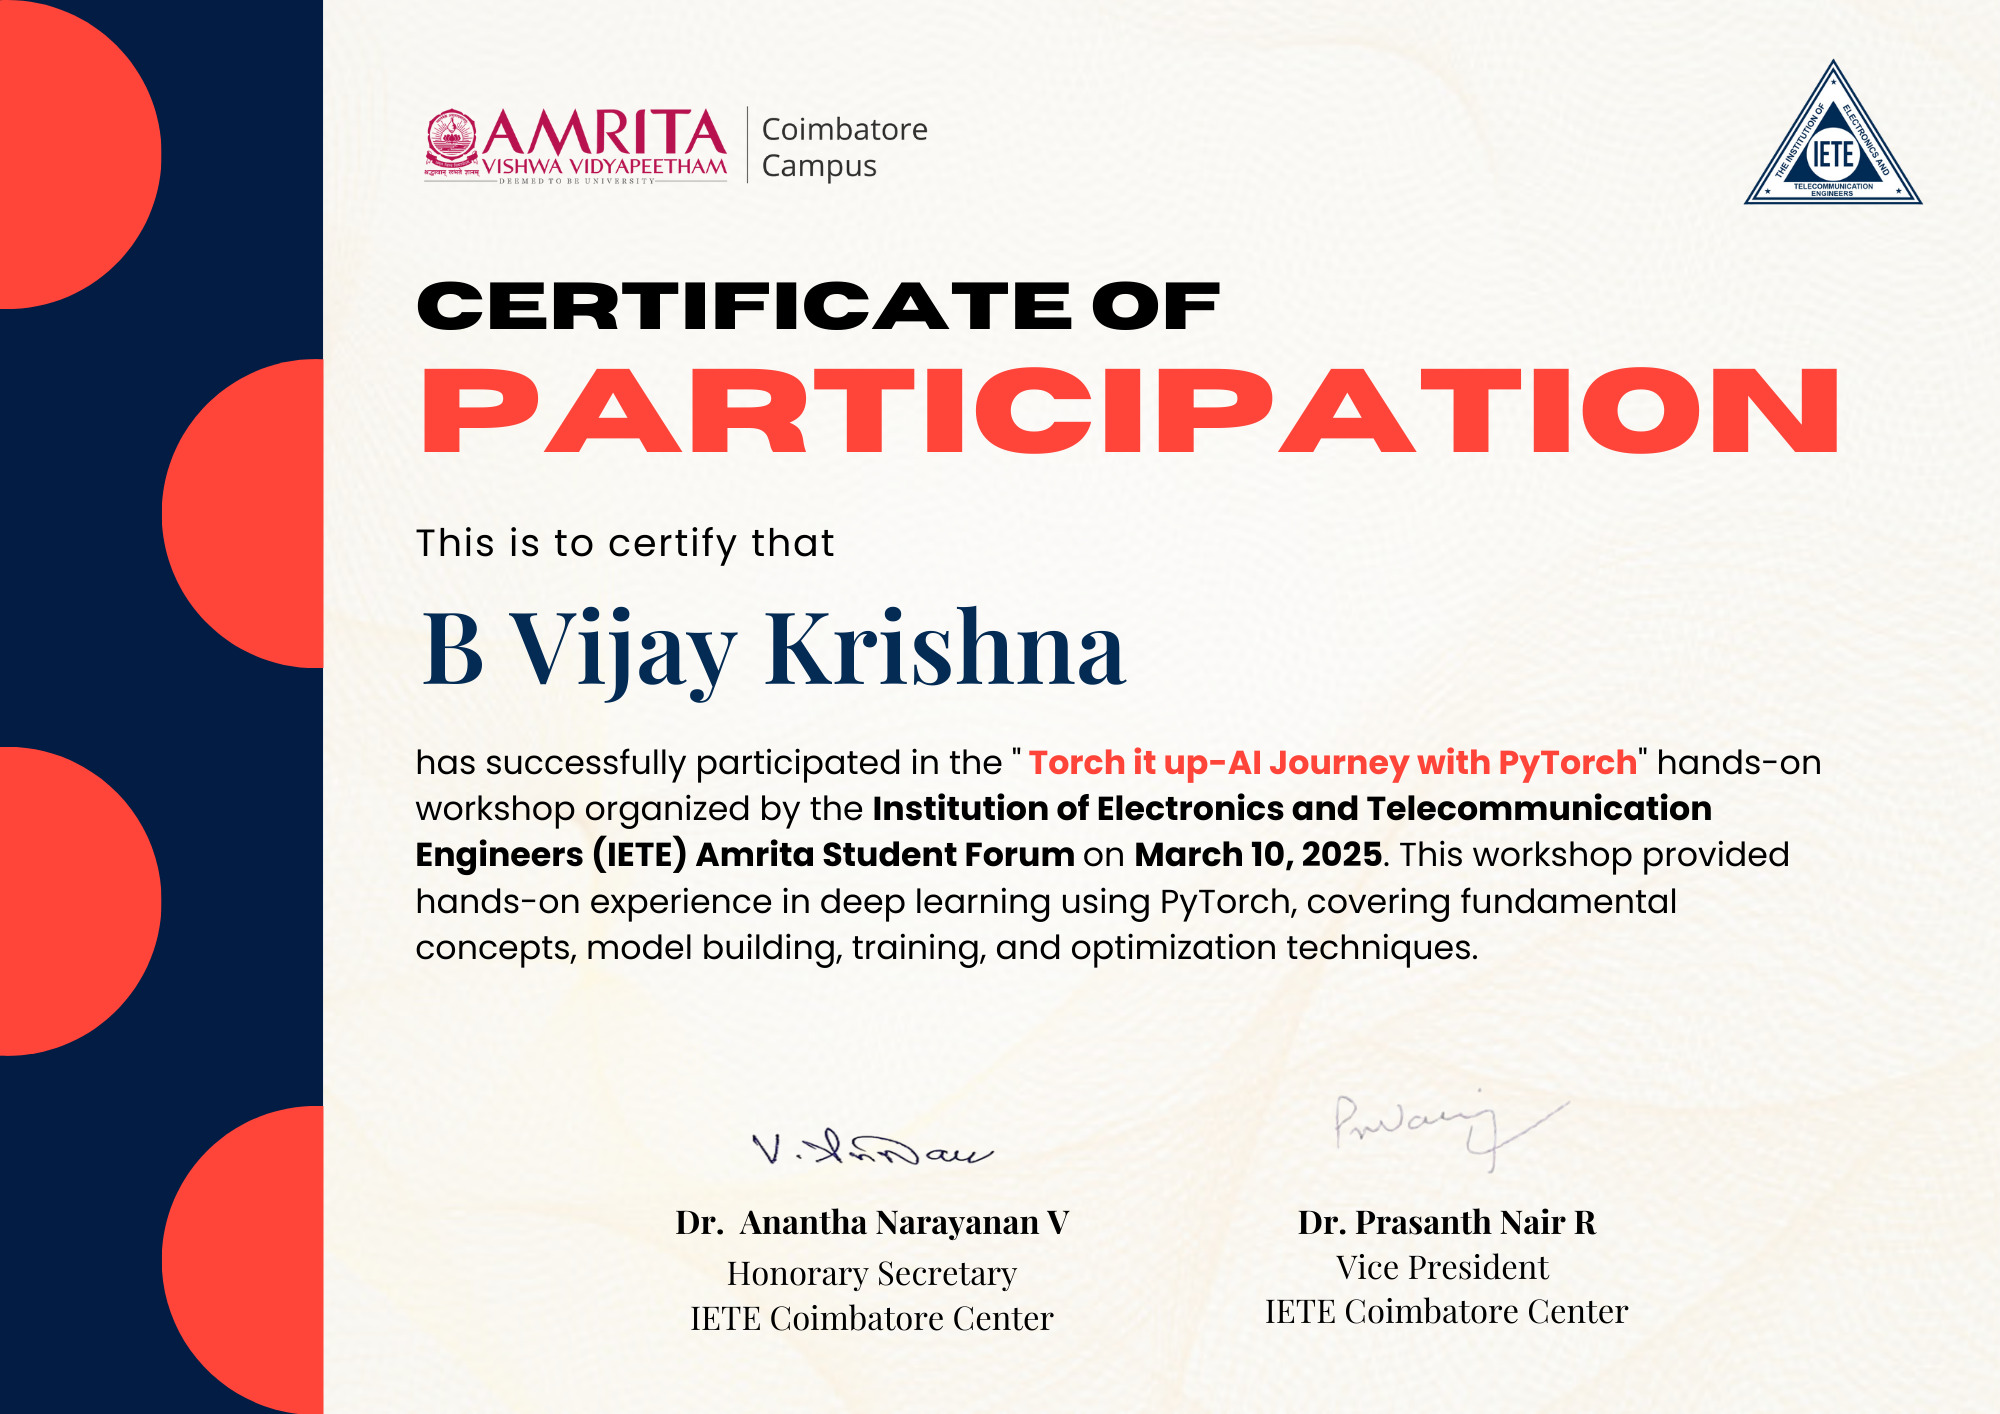 AMRITA
VISHWA VIDYAPEETHAM
श्रद्धावान् लभते ज्ञानम्
DEEMED TO BE UNIVERSITY
Coimbatore
Campus
THE INSTITUTION OF
ELECTRONICS AND
IETE
TELECOMMUNICATION
ENGINEERS
CERTIFICATE OF
PARTICIPATION
This is to certify that
B Vijay Krishna
has successfully participated in the " Torch it up-AI Journey with PyTorch" hands-on
workshop organized by the Institution of Electronics and Telecommunication
Engineers (IETE) Amrita Student Forum on March 10, 2025. This workshop provided
hands-on experience in deep learning using PyTorch, covering fundamental
concepts, model building, training, and optimization techniques.
Dr. Anantha Narayanan V
Honorary Secretary
IETE Coimbatore Center
Dr. Prasanth Nair R
Vice President
IETE Coimbatore Center